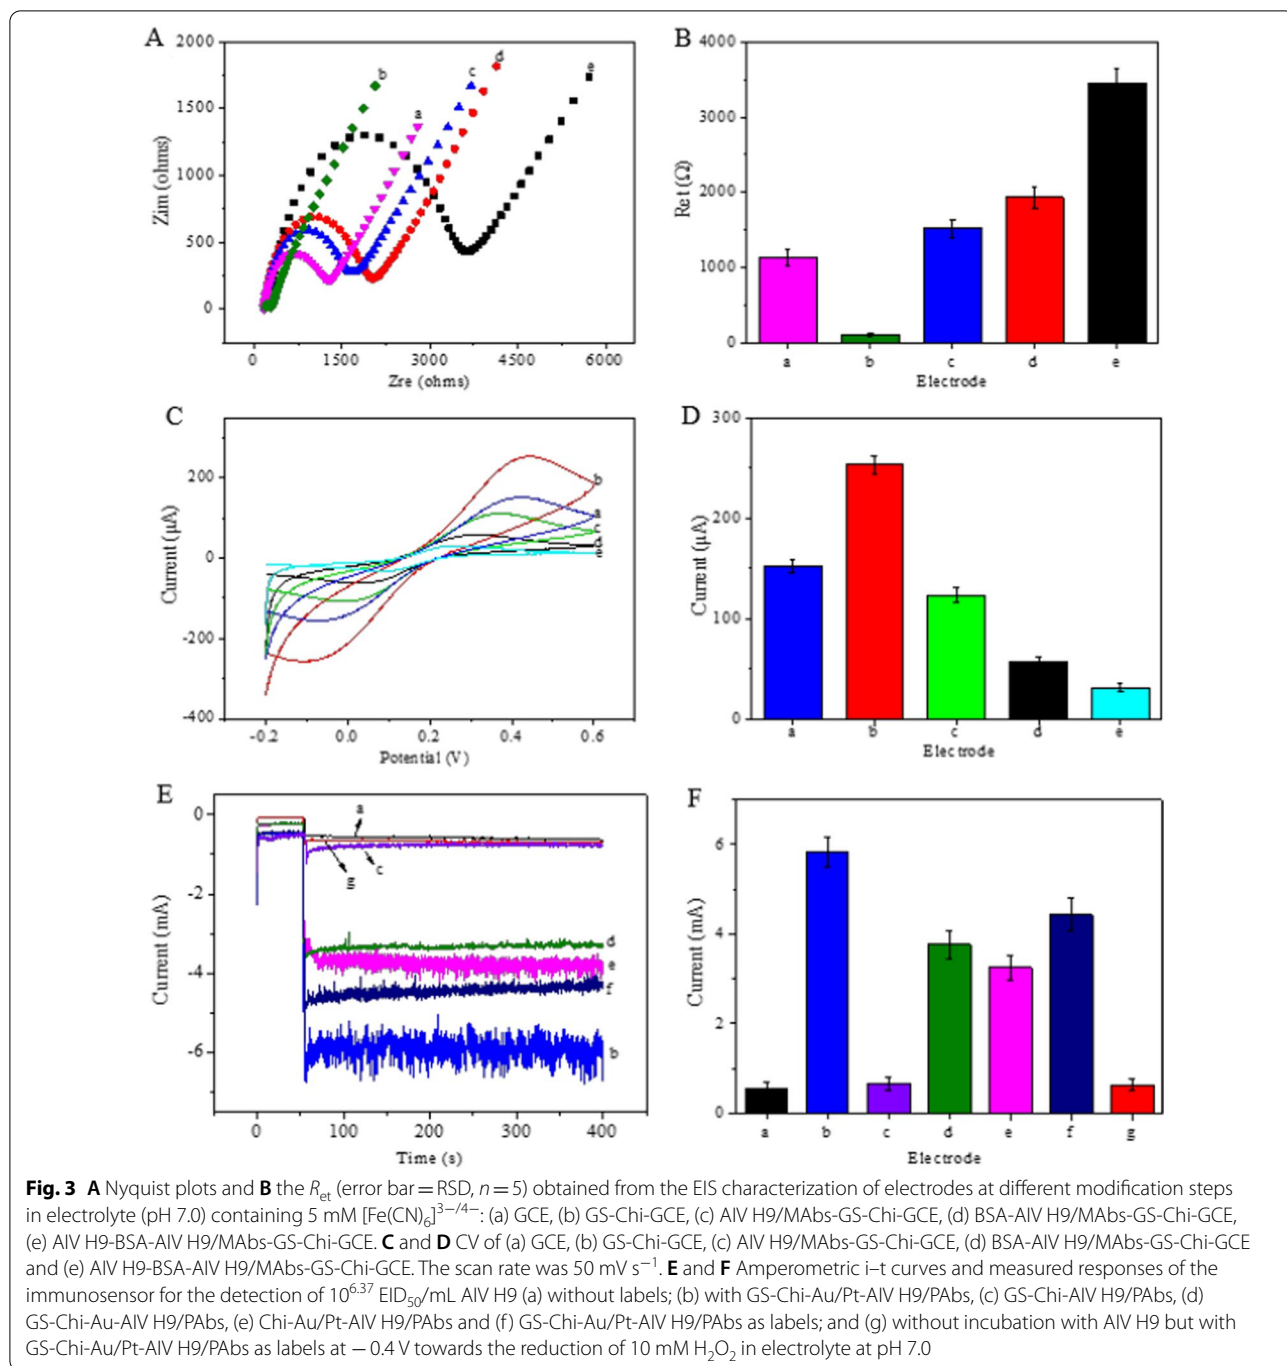 A
2000
1500
1000
500
0
Zim (ohms)
0 1500 3000 4500 6000
Zre (ohms)
b
a
c
d
e
B
4000
3000
2000
1000
0
Ret (Ω)
a b c d e
Electrode
C
200
0
-200
-400
Current (μA)
-0.2 0.0 0.2 0.4 0.6
Potential (V)
b
a
c
d
e
D
300
200
100
0
Current (μA)
a b c d e
Electrode
E
0
-2
-4
-6
Current (mA)
0 100 200 300 400
Time (s)
a
g
c
d
e
f
b
F
6
4
2
0
Current (mA)
a b c d e f g
Electrode
Fig. 3 A Nyquist plots and B the Ret (error bar = RSD, n = 5) obtained from the EIS characterization of electrodes at different modification steps
in electrolyte (pH 7.0) containing 5 mM [Fe(CN)6]3−/4−: (a) GCE, (b) GS-Chi-GCE, (c) AIV H9/MAbs-GS-Chi-GCE, (d) BSA-AIV H9/MAbs-GS-Chi-GCE,
(e) AIV H9-BSA-AIV H9/MAbs-GS-Chi-GCE. C and D CV of (a) GCE, (b) GS-Chi-GCE, (c) AIV H9/MAbs-GS-Chi-GCE, (d) BSA-AIV H9/MAbs-GS-Chi-GCE
and (e) AIV H9-BSA-AIV H9/MAbs-GS-Chi-GCE. The scan rate was 50 mV s−1. E and F Amperometric i–t curves and measured responses of the
immunosensor for the detection of 10^6.37 EID50/mL AIV H9 (a) without labels; (b) with GS-Chi-Au/Pt-AIV H9/PAbs, (c) GS-Chi-AIV H9/PAbs, (d)
GS-Chi-Au-AIV H9/PAbs, (e) Chi-Au/Pt-AIV H9/PAbs and (f) GS-Chi-Au/Pt-AIV H9/PAbs as labels; and (g) without incubation with AIV H9 but with
GS-Chi-Au/Pt-AIV H9/PAbs as labels at − 0.4 V towards the reduction of 10 mM H2O2 in electrolyte at pH 7.0